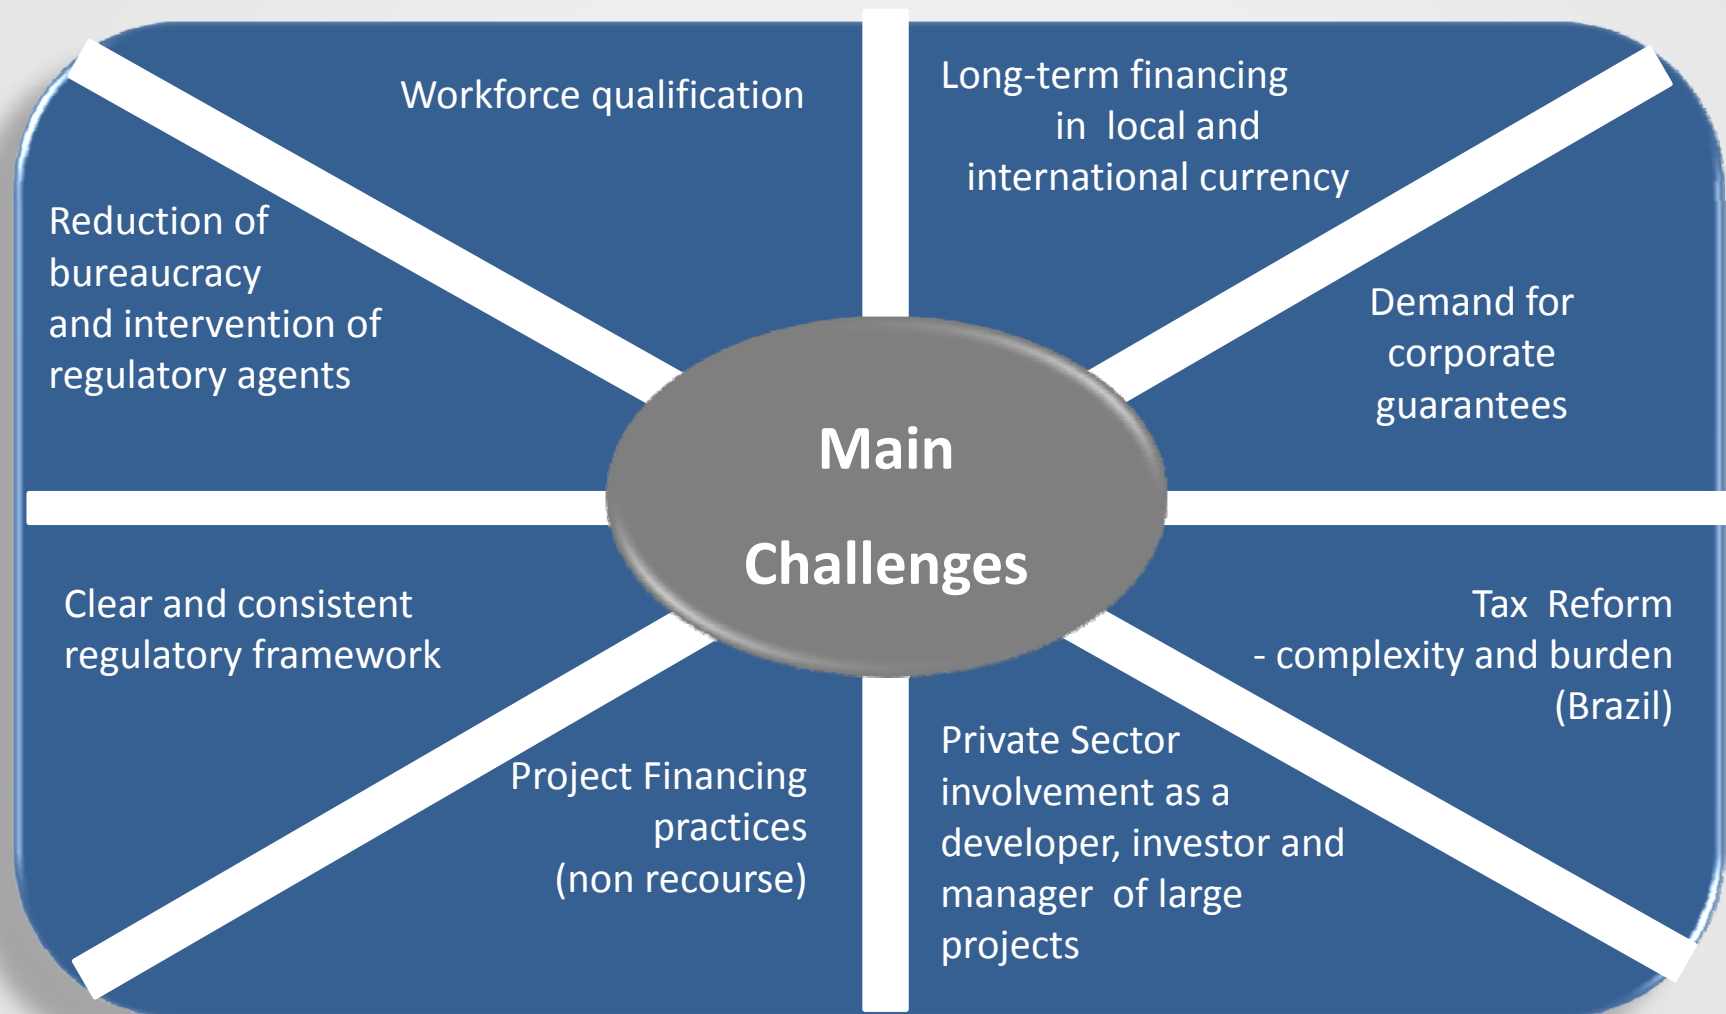 Workforce qualification
Long-term financing
in local and
international currency
Reduction of
bureaucracy
and intervention of
regulatory agents
Demand for
corporate
guarantees
Main
Challenges
Clear and consistent
regulatory framework
Tax Reform
- complexity and burden
(Brazil)
Project Financing
practices
(non recourse)
Private Sector
involvement as a
developer, investor and
manager of large
projects